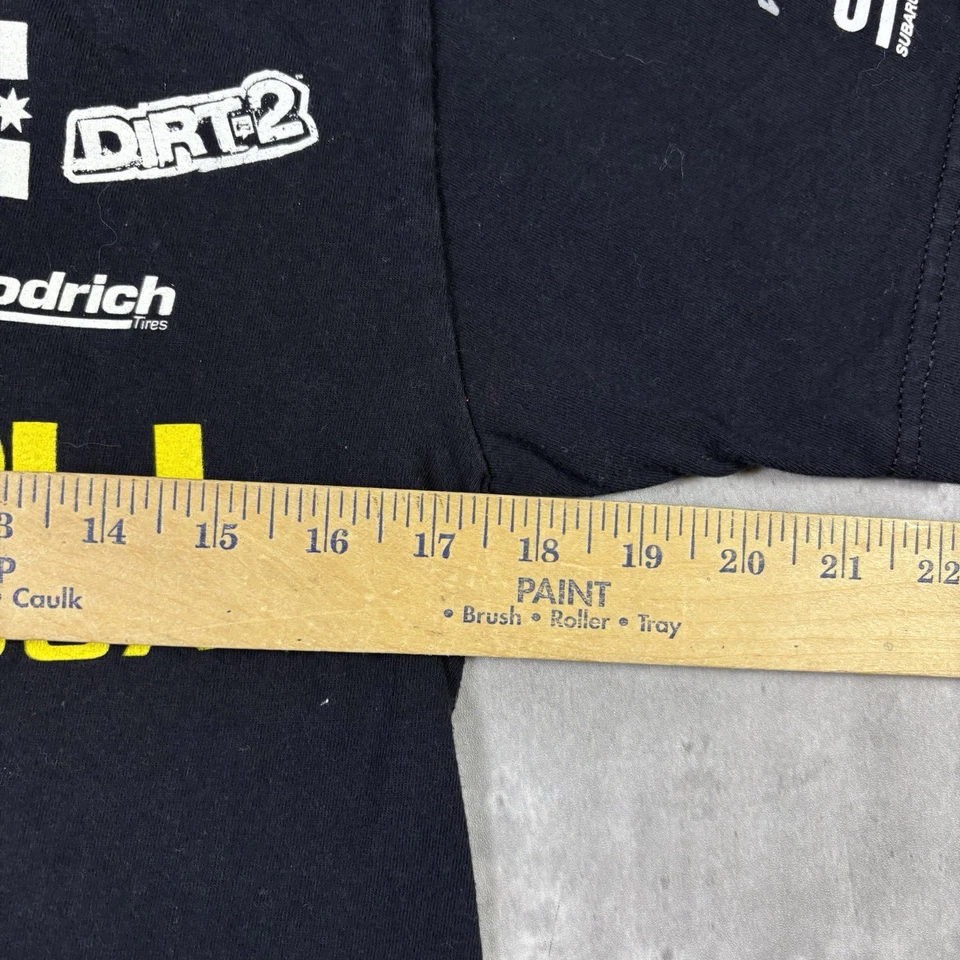 SUBARU
DiRT-2
odrich
Tires
3 14 15 16 17 18 19 20 21 22
P
PAINT
• Caulk
• Brush • Roller • Tray